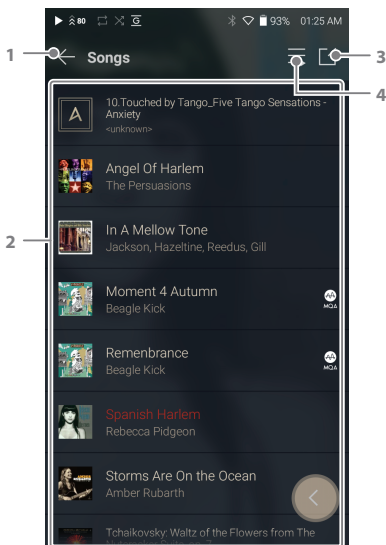 80 G 93% 01:25 AM
1 Songs 3
4
10.Touched by Tango_Five Tango Sensations -
Anxiety
<unknown>
Angel Of Harlem
The Persuasions
2
In A Mellow Tone
Jackson, Hazeltine, Reedus, Gill
Moment 4 Autumn
Beagle Kick
MQA
Remenbrance
Beagle Kick
MQA
Spanish Harlem
Rebecca Pidgeon
Storms Are On the Ocean
Amber Rubarth
Tchaikovsky: Waltz of the Flowers from The